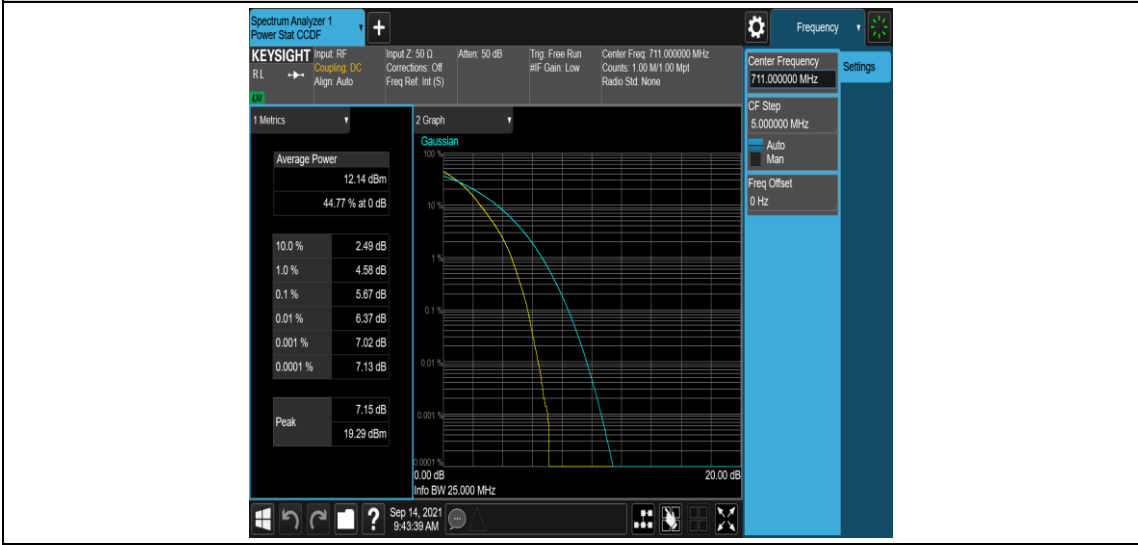 Spectrum Analyzer 1
Power Stat CCDF
Frequency
KEYSIGHT
Input: RF
Coupling: DC
Align: Auto
R L
LM
Input Z: 50 Ω
Corrections: Off
Freq Ref: Int (S)
Atten: 50 dB
Trig: Free Run
#IF Gain: Low
Center Freq: 711.000000 MHz
Counts: 1.00 M/1.00 Mpt
Radio Std: None
Center Frequency
711.000000 MHz
Settings
CF Step
5.000000 MHz
Auto
Man
Freq Offset
0 Hz
1 Metrics
Average Power
12.14 dBm
44.77 % at 0 dB
10.0 % 2.49 dB
1.0 % 4.58 dB
0.1 % 5.67 dB
0.01 % 6.37 dB
0.001 % 7.02 dB
0.0001 % 7.13 dB
Peak
7.15 dB
19.29 dBm
2 Graph
Gaussian
100 %
10 %
1 %
0.1 %
0.01 %
0.001 %
0.0001 %
0.00 dB 20.00 dB
Info BW 25.000 MHz
?
Sep 14, 2021
9:43:39 AM